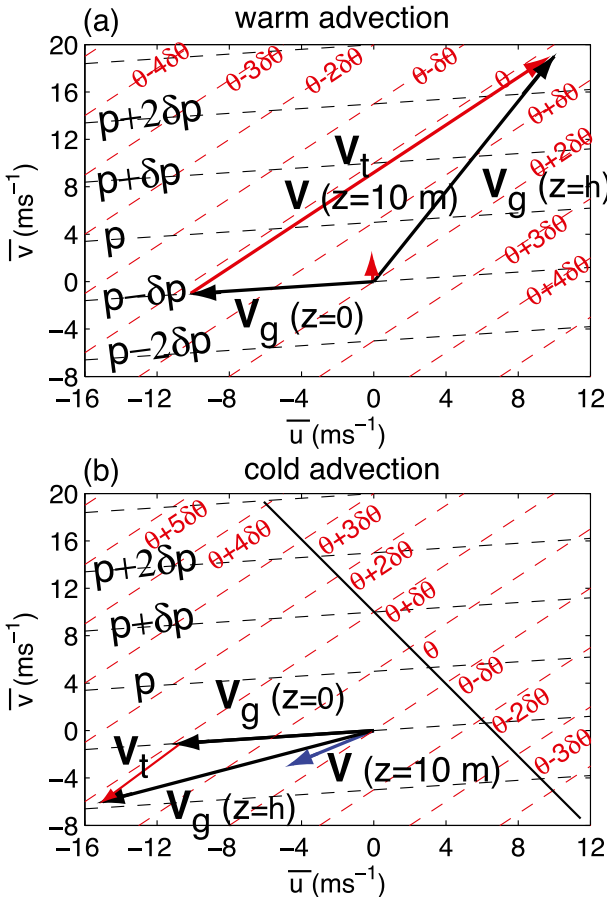 (a)
warm advection
20
16
12
8
4
0
−4
−8
v̅ (ms⁻¹)
θ-4δθ
θ-3δθ
θ-2δθ
θ-δθ
θ
θ+δθ
θ+2δθ
θ+3δθ
θ+4δθ
p+2δp
p+δp
p
p−δp
p−2δp
V_t
V (z=10 m)
V_g (z=h)
V_g (z=0)
−16 −12 −8 −4 0 4 8 12
u̅ (ms⁻¹)
(b)
cold advection
20
16
12
8
4
0
−4
−8
v̅ (ms⁻¹)
θ+5δθ
θ+4δθ
θ+3δθ
θ+2δθ
θ+δθ
θ
θ-δθ
θ-2δθ
θ-3δθ
p+2δp
p+δp
p
V_g (z=0)
V_t
V (z=10 m)
V_g (z=h)
−16 −12 −8 −4 0 4 8 12
u̅ (ms⁻¹)